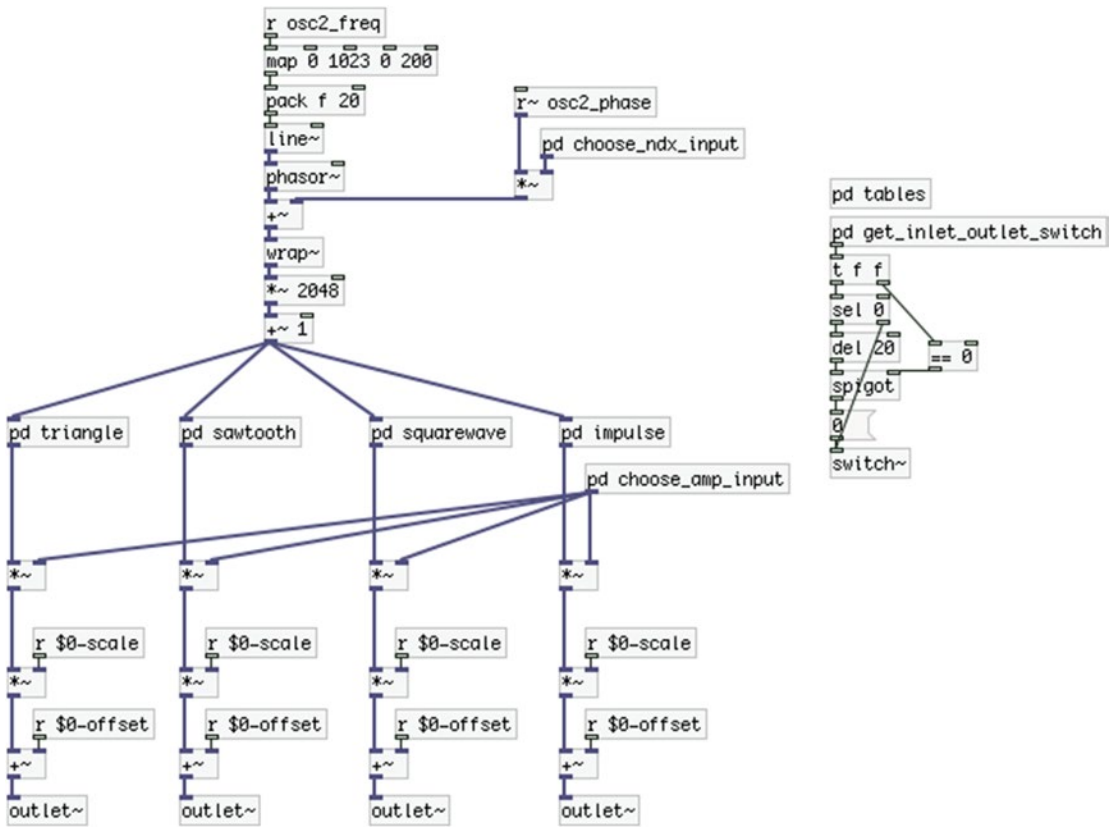 r osc2_freq
map 0 1023 0 200
pack f 20
r~ osc2_phase
line~
pd choose_ndx_input
phasor~
*~
+~
wrap~
*~ 2048
+~ 1
pd tables
pd get_inlet_outlet_switch
t f f
sel 0
del 20
== 0
spigot
0
switch~
pd triangle
pd sawtooth
pd squarewave
pd impulse
pd choose_amp_input
*~
*~
*~
*~
r $0-scale
r $0-scale
r $0-scale
r $0-scale
*~
*~
*~
*~
r $0-offset
r $0-offset
r $0-offset
r $0-offset
+~
+~
+~
+~
outlet~
outlet~
outlet~
outlet~